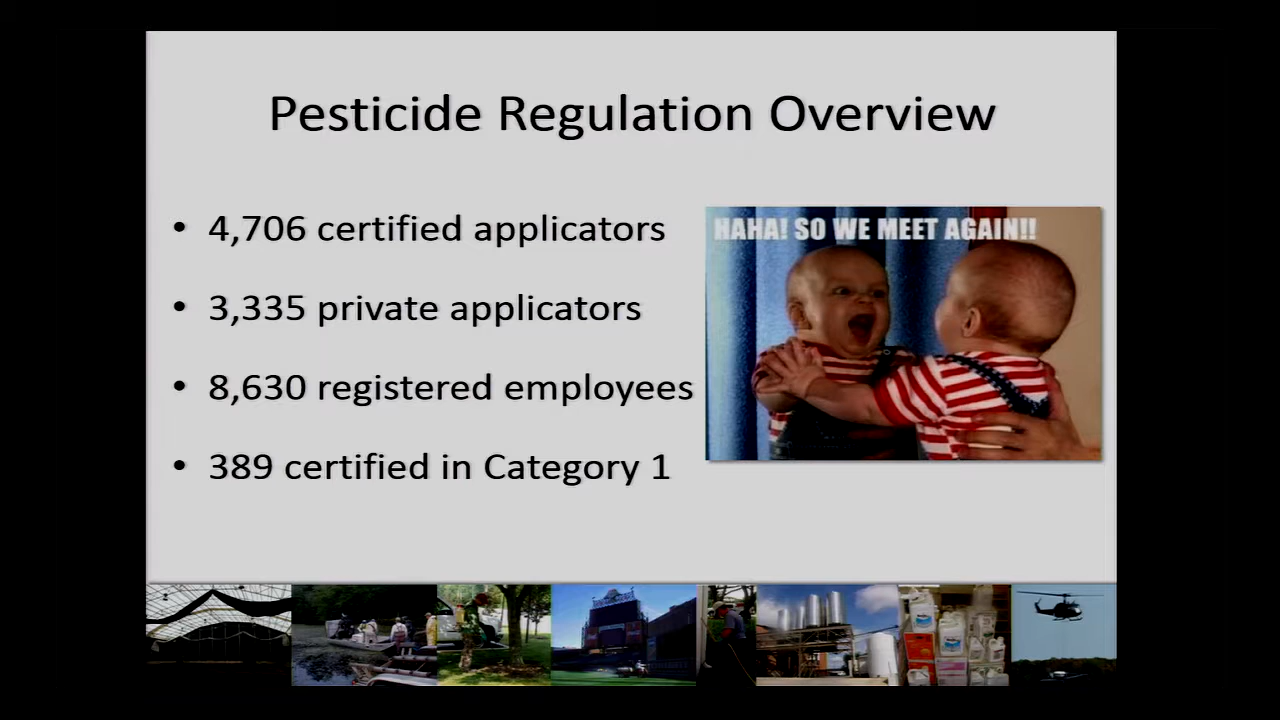 Pesticide Regulation Overview
• 4,706 certified applicators
• 3,335 private applicators
• 8,630 registered employees
• 389 certified in Category 1
HAHA! SO WE MEET AGAIN!!